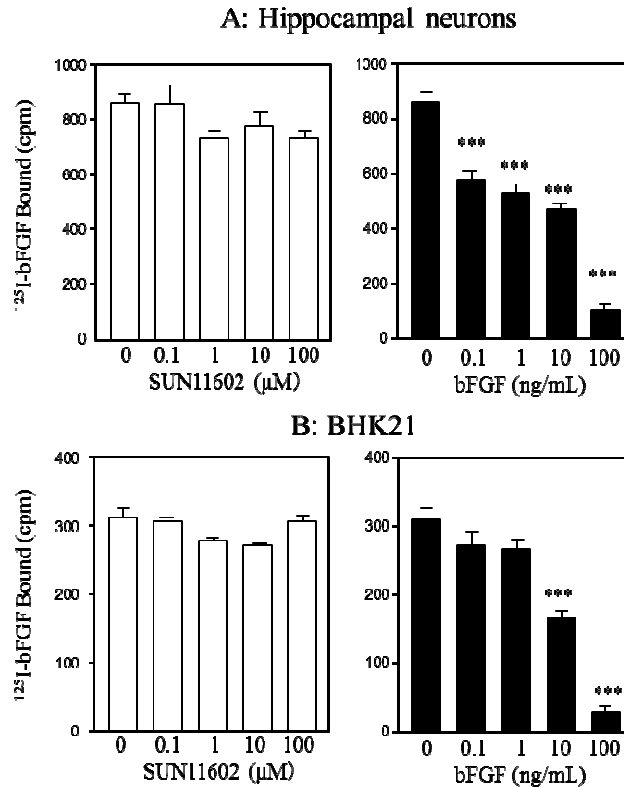 A: Hippocampal neurons
1000
800
600
400
200
0
125I-bFGF Bound (cpm)
0 0.1 1 10 100
SUN11602 (μM)
1000
800
600
400
200
0
***
***
***
***
0 0.1 1 10 100
bFGF (ng/mL)
B: BHK21
400
300
200
100
0
125I-bFGF Bound (cpm)
0 0.1 1 10 100
SUN11602 (μM)
400
300
200
100
0
***
***
0 0.1 1 10 100
bFGF (ng/mL)